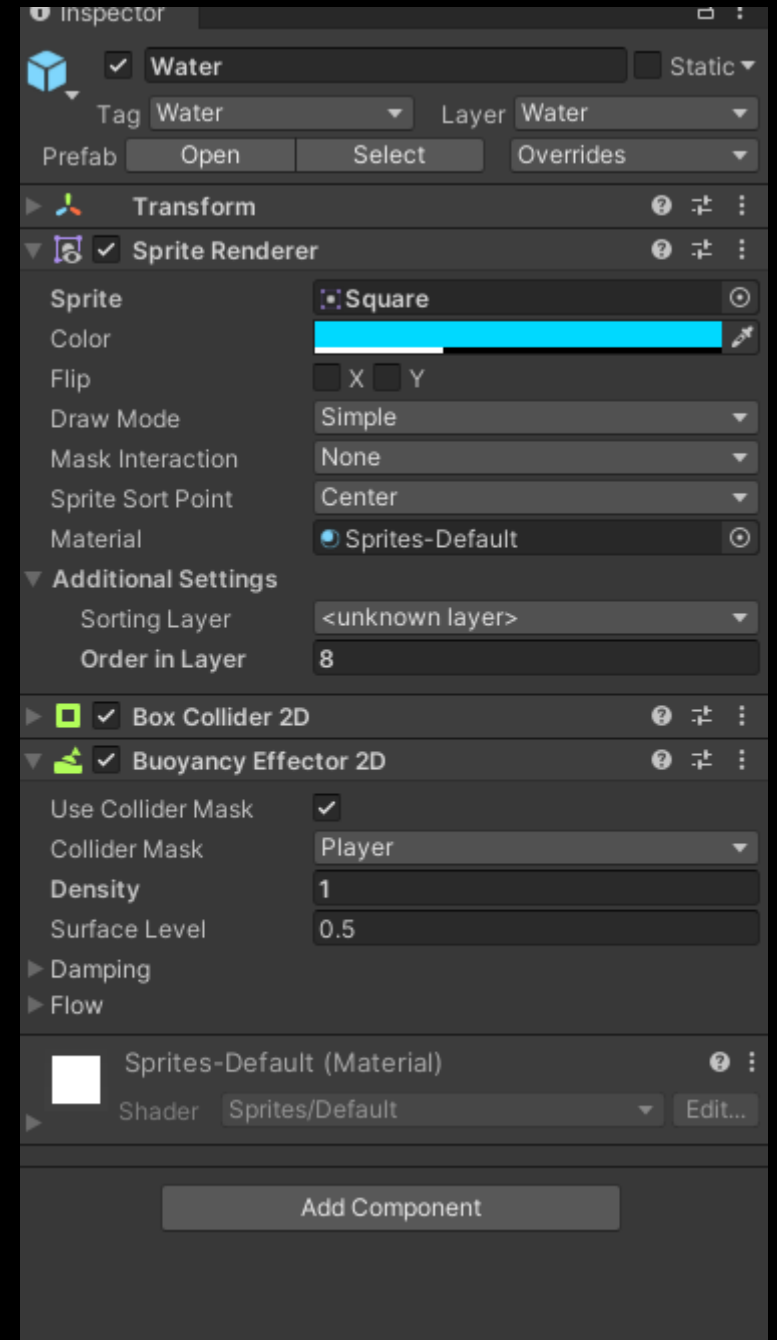 Inspector
Water Static
Tag Water Layer Water
Prefab Open Select Overrides
Transform
Sprite Renderer
Sprite Square
Color
Flip X Y
Draw Mode Simple
Mask Interaction None
Sprite Sort Point Center
Material Sprites-Default
Additional Settings
Sorting Layer <unknown layer>
Order in Layer 8
Box Collider 2D
Buoyancy Effector 2D
Use Collider Mask
Collider Mask Player
Density 1
Surface Level 0.5
Damping
Flow
Sprites-Default (Material)
Shader Sprites/Default Edit...
Add Component